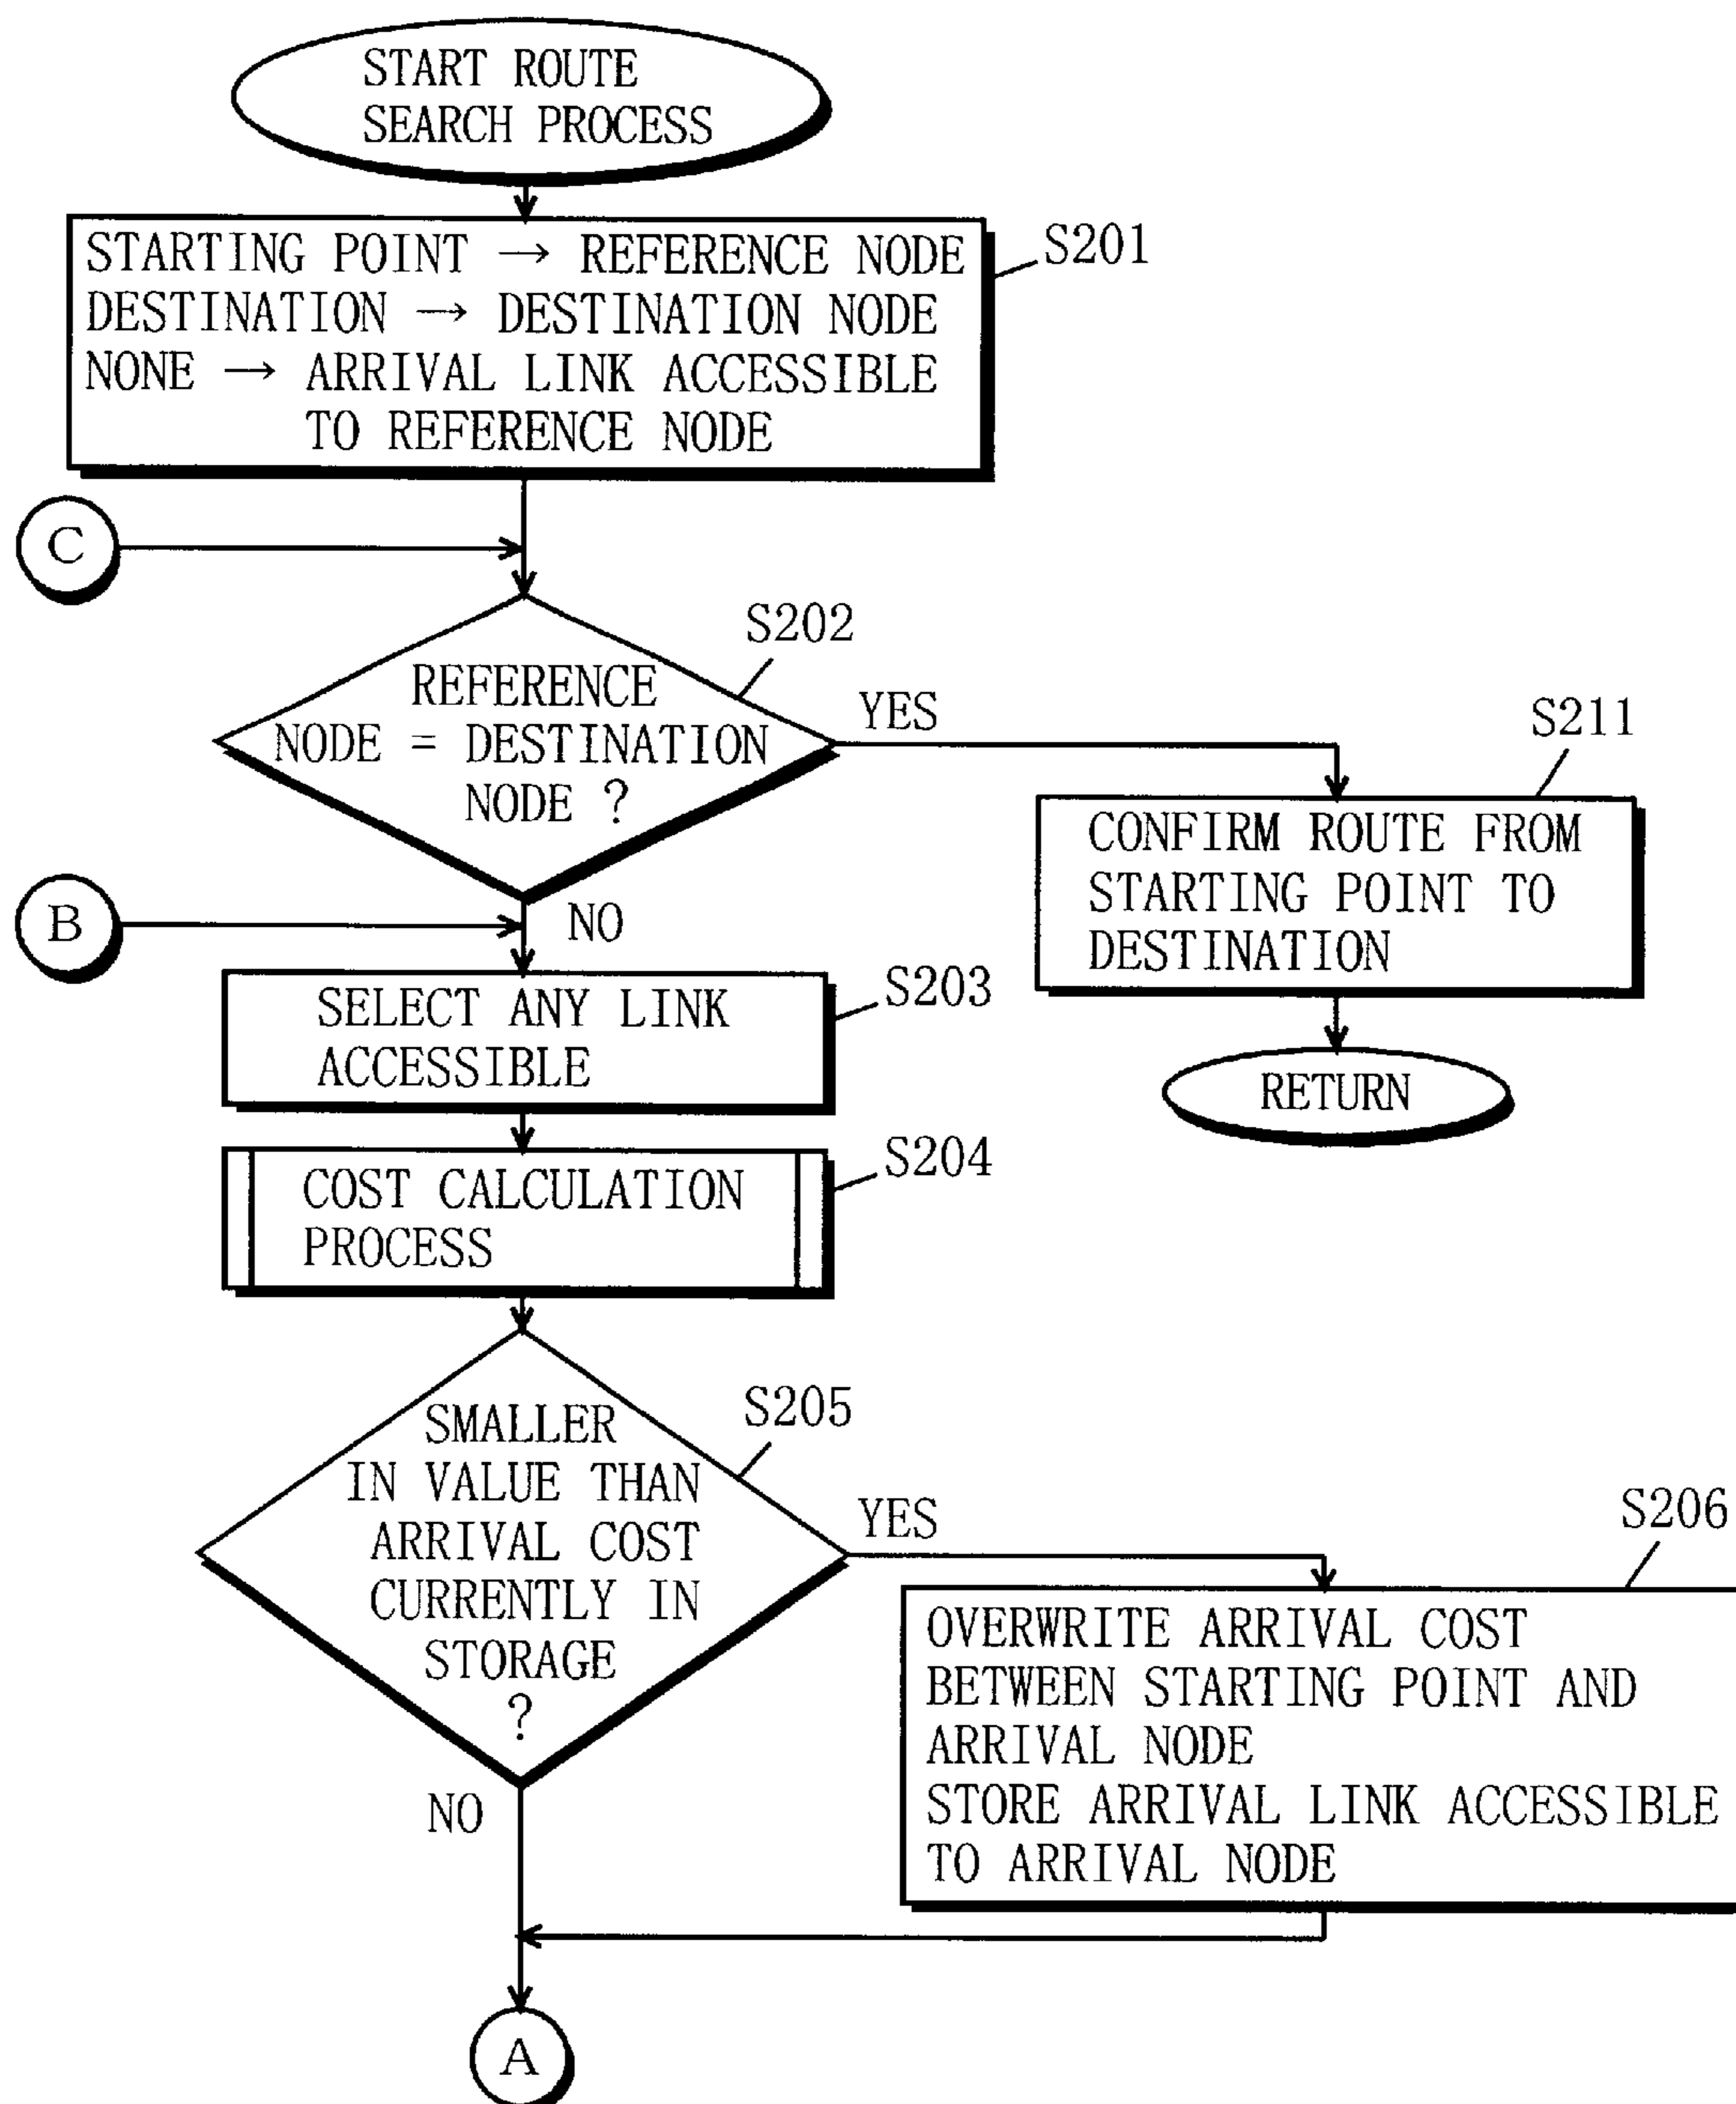 START ROUTE
SEARCH PROCESS
STARTING POINT → REFERENCE NODE
DESTINATION → DESTINATION NODE
NONE → ARRIVAL LINK ACCESSIBLE
TO REFERENCE NODE
S201
C
S202
REFERENCE
NODE = DESTINATION
NODE ?
YES
S211
CONFIRM ROUTE FROM
STARTING POINT TO
DESTINATION
RETURN
B
NO
S203
SELECT ANY LINK
ACCESSIBLE
S204
COST CALCULATION
PROCESS
S205
SMALLER
IN VALUE THAN
ARRIVAL COST
CURRENTLY IN
STORAGE
?
YES
S206
OVERWRITE ARRIVAL COST
BETWEEN STARTING POINT AND
ARRIVAL NODE
STORE ARRIVAL LINK ACCESSIBLE
TO ARRIVAL NODE
NO
A